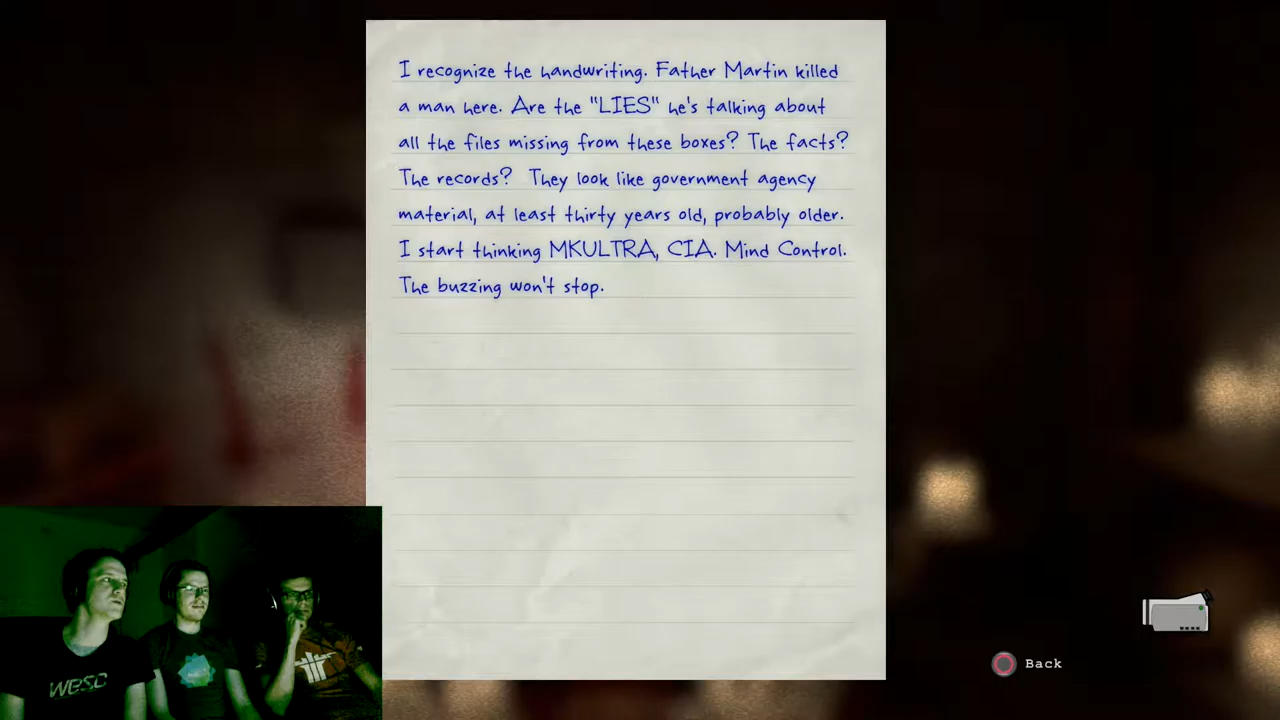 I recognize the handwriting. Father Martin killed
a man here. Are the "LIES" he's talking about
all the files missing from these boxes? The facts?
The records? They look like government agency
material, at least thirty years old, probably older.
I start thinking MKULTRA, CIA. Mind Control.
The buzzing won't stop.
Back
WESC